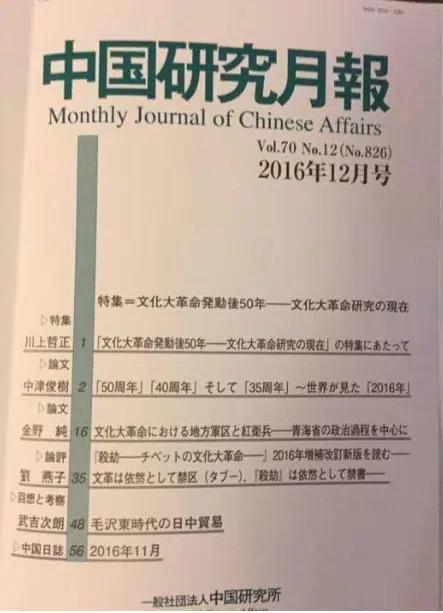 中国研究月報
Monthly Journal of Chinese Affairs
Vol.70 No.12(No.826)
2016年12月号
特集＝文化大革命発動後50年――文化大革命研究の現在
▷特集
川上哲正 1 「文化大革命発動後50年――文化大革命研究の現在」の特集にあたって
▷論文
中津俊樹 2 「50周年」「40周年」そして「35周年」～世界が見た「2016年」
▷論文
金野 純 16 文化大革命における地方軍区と紅衛兵――青海省の政治過程を中心に
▷論評 『殺劫――チベットの文化大革命――』2016年増補改訂新版を読む――
劉 燕子 35 文革は依然として禁区（タブー），『殺劫』は依然として禁書――
▷回想と考察
武吉次朗 48 毛沢東時代の日中貿易
▷中国日誌 56 2016年11月
一般社団法人中国研究所